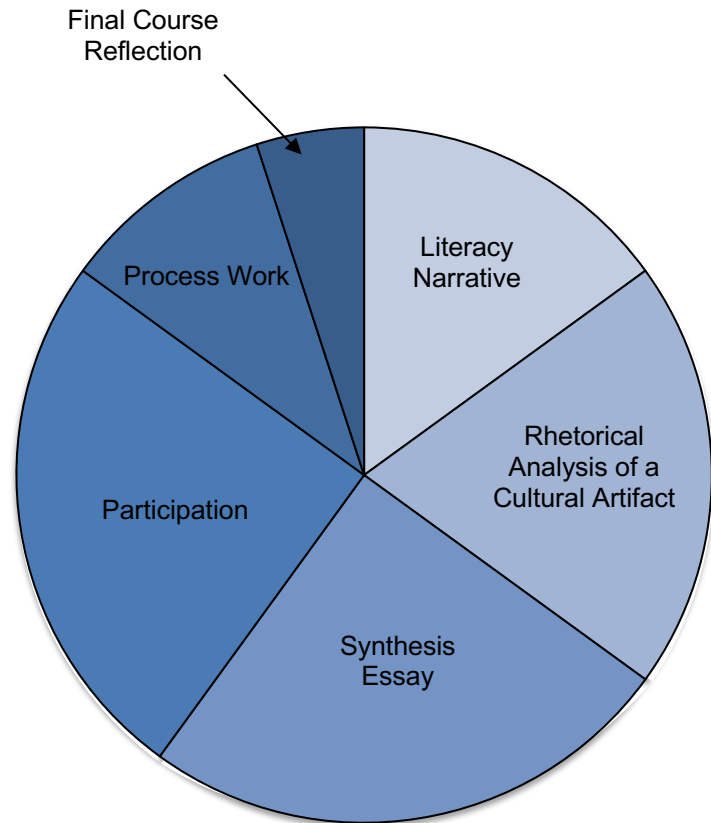 Final Course
Reflection
Literacy
Narrative
Process Work
Rhetorical
Analysis of a
Cultural Artifact
Participation
Synthesis
Essay